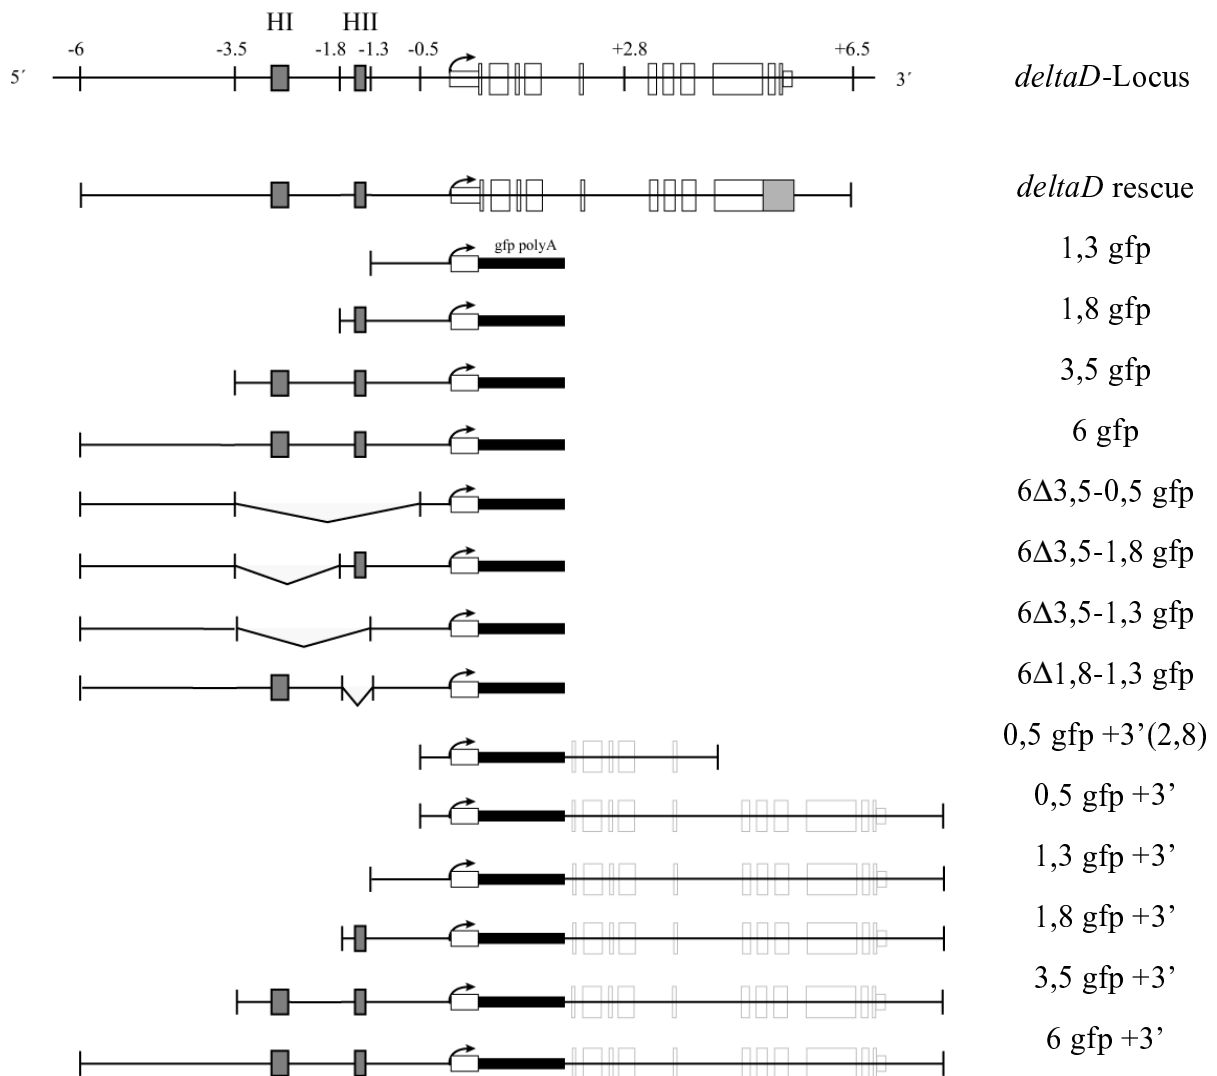 HI HII
-6 -3.5 -1.8 -1.3 -0.5 +2.8 +6.5
5´ 3´ deltaD-Locus
deltaD rescue
gfp polyA 1,3 gfp
1,8 gfp
3,5 gfp
6 gfp
6Δ3,5-0,5 gfp
6Δ3,5-1,8 gfp
6Δ3,5-1,3 gfp
6Δ1,8-1,3 gfp
0,5 gfp +3’(2,8)
0,5 gfp +3’
1,3 gfp +3’
1,8 gfp +3’
3,5 gfp +3’
6 gfp +3’